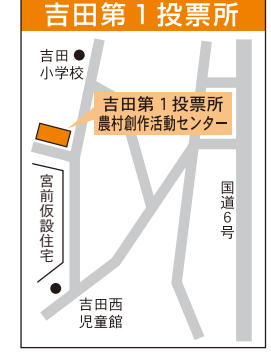 吉田第1投票所
吉田
小学校
吉田第1投票所
農村創作活動センター
宮前仮設住宅
国道6号
吉田西
児童館